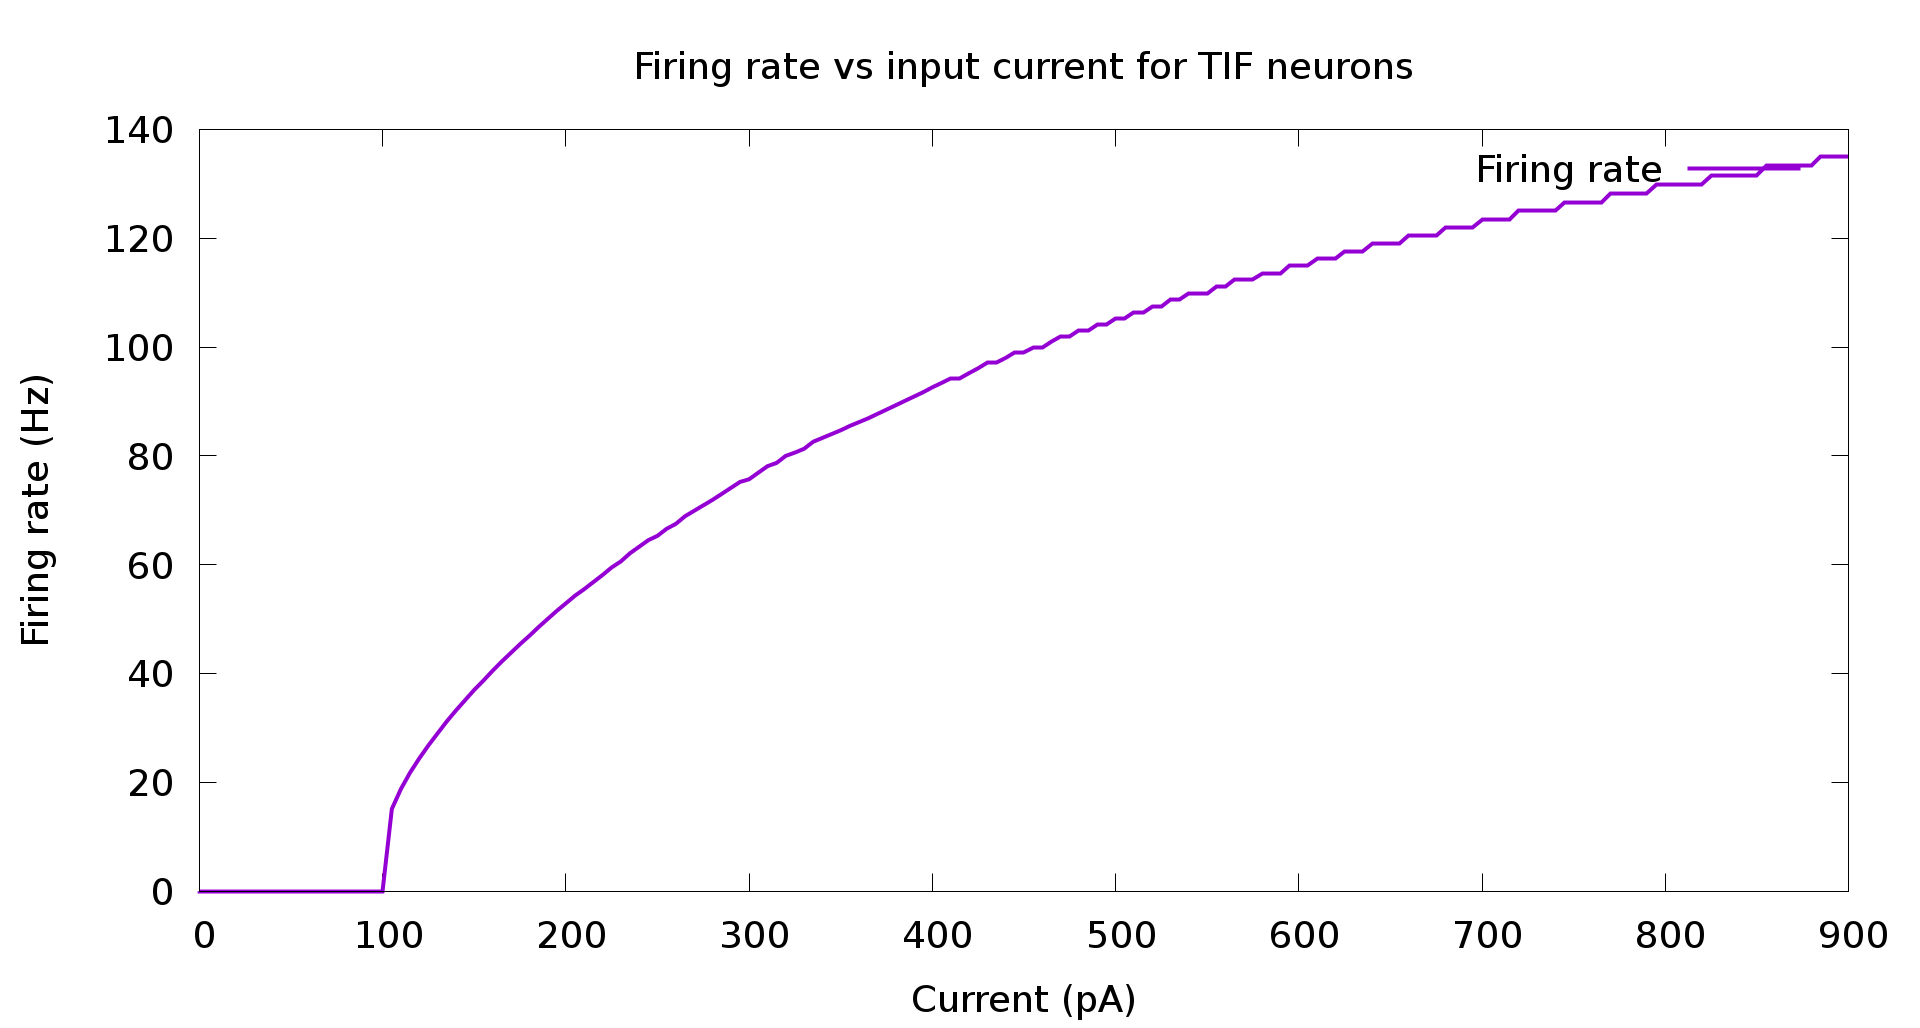 Firing rate vs input current for TIF neurons
140
120
100
80
60
40
20
0
Firing rate (Hz)
Firing rate
0 100 200 300 400 500 600 700 800 900
Current (pA)